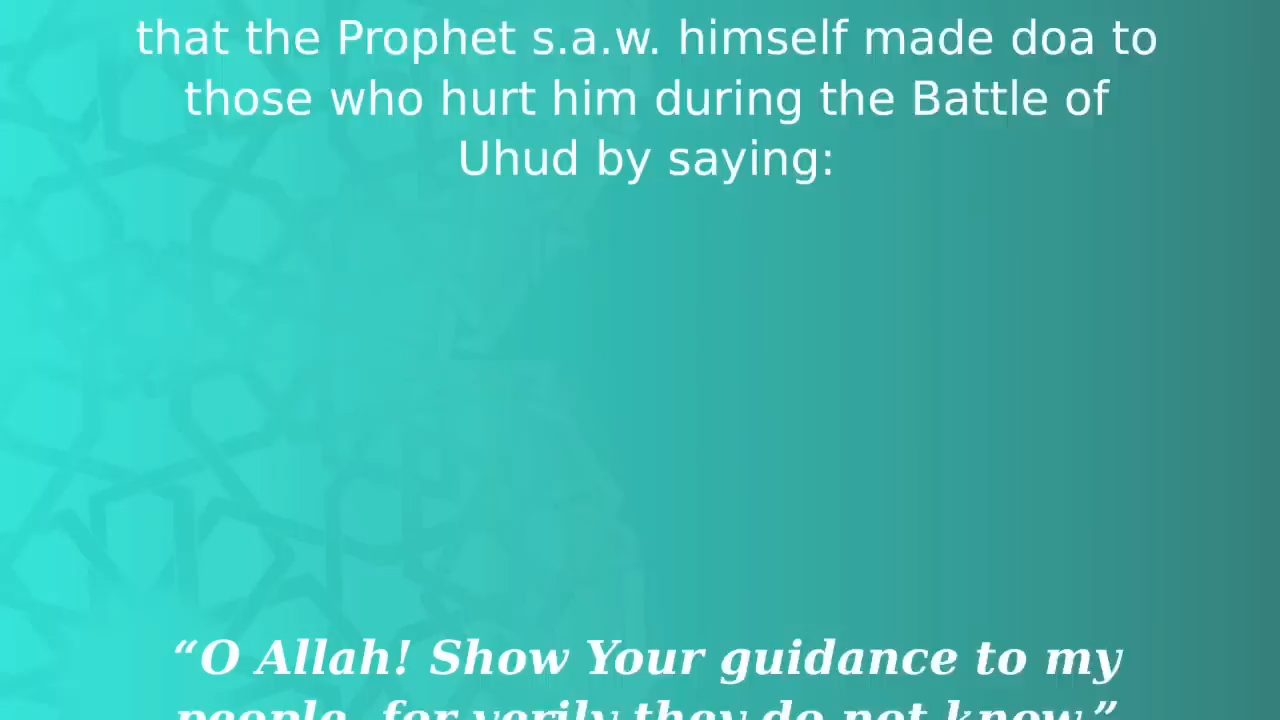 that the Prophet s.a.w. himself made doa to
those who hurt him during the Battle of
Uhud by saying:
“O Allah! Show Your guidance to my
people, for verily they do not know.”